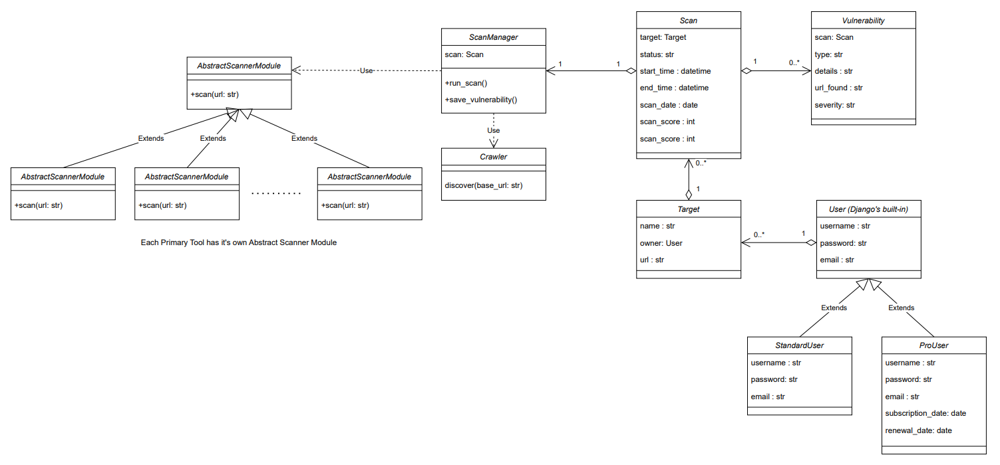 AbstractScannerModule
+scan(url: str)
Use
ScanManager
scan: Scan
+run_scan()
+save_vulnerability()
1
1
Scan
target: Target
status: str
start_time : datetime
end_time : datetime
scan_date : date
scan_score : int
scan_score : int
1
0..*
Vulnerability
scan: Scan
type: str
details : str
url_found : str
severity: str
Extends
Extends
Extends
AbstractScannerModule
+scan(url: str)
AbstractScannerModule
+scan(url: str)
..........
AbstractScannerModule
+scan(url: str)
Each Primary Tool has it's own Abstract Scanner Module
Use
Crawler
discover(base_url: str)
0..*
1
Target
name : str
owner: User
url : str
0..*
1
User (Django's built-in)
username : str
password: str
email : str
Extends
Extends
StandardUser
username : str
password: str
email : str
ProUser
username : str
password: str
email : str
subscription_date: date
renewal_date: date